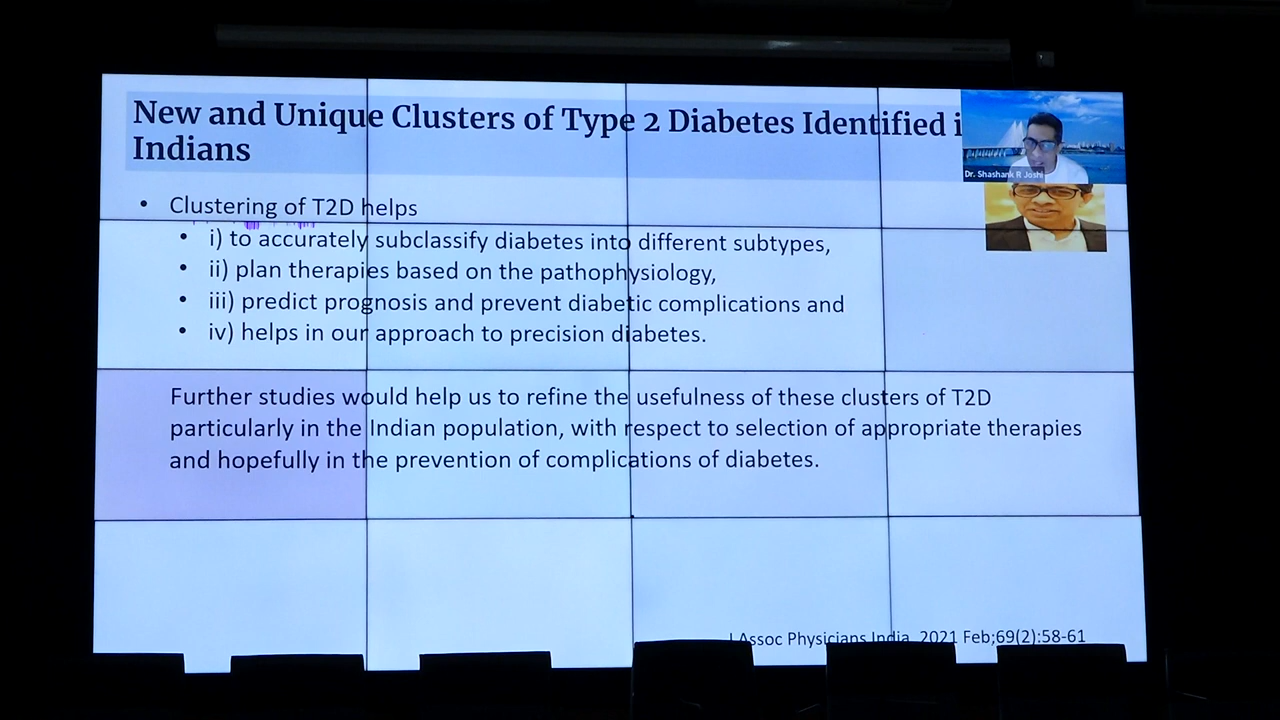 New and Unique Clusters of Type 2 Diabetes Identified i
Indians
Dr. Shashank R Joshi
• Clustering of T2D helps
• i) to accurately subclassify diabetes into different subtypes,
• ii) plan therapies based on the pathophysiology,
• iii) predict prognosis and prevent diabetic complications and
• iv) helps in our approach to precision diabetes.
Further studies would help us to refine the usefulness of these clusters of T2D
particularly in the Indian population, with respect to selection of appropriate therapies
and hopefully in the prevention of complications of diabetes.
J Assoc Physicians India. 2021 Feb;69(2):58-61